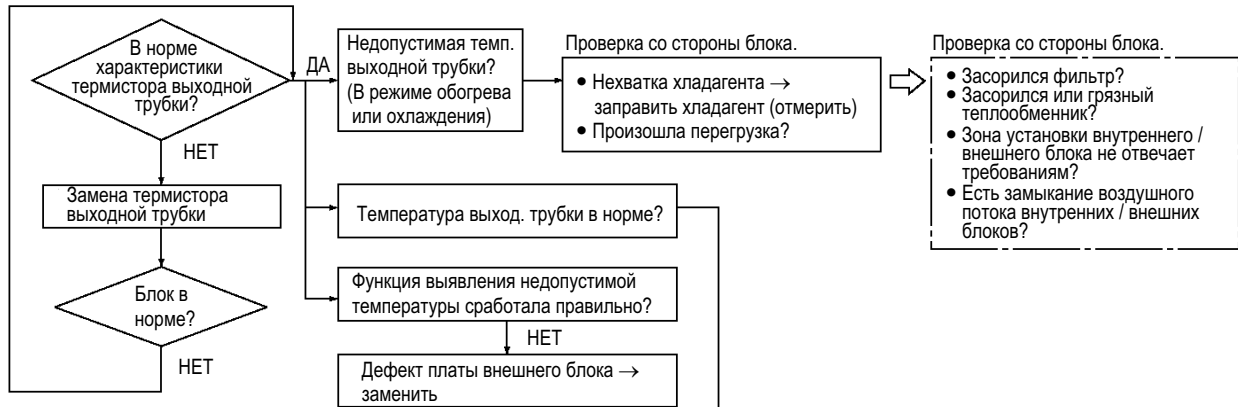 В норме
характеристики
термистора выходной
трубки?
ДА
НЕТ
Замена термистора
выходной трубки
Блок в
норме?
НЕТ
Недопустимая темп.
выходной трубки?
(В режиме обогрева
или охлаждения)
Температура выход. трубки в норме?
Функция выявления недопустимой
температуры сработала правильно?
НЕТ
Дефект платы внешнего блока →
заменить
Проверка со стороны блока.
• Нехватка хладагента →
заправить хладагент (отмерить)
• Произошла перегрузка?
Проверка со стороны блока.
• Засорился фильтр?
• Засорился или грязный
теплообменник?
• Зона установки внутреннего /
внешнего блока не отвечает
требованиям?
• Есть замыкание воздушного
потока внутренних / внешних
блоков?